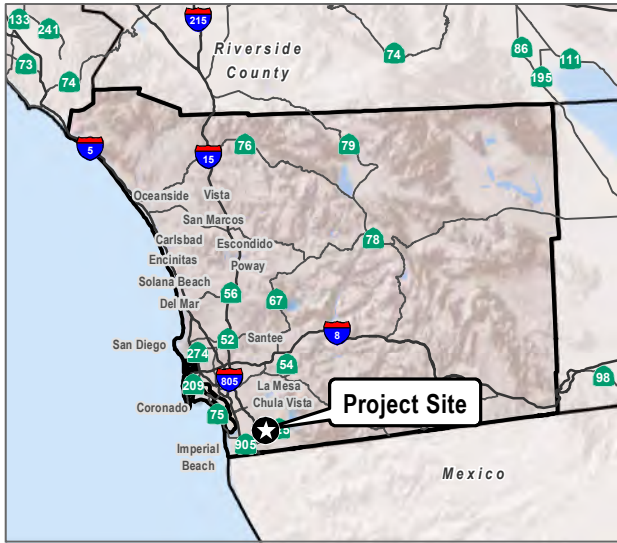 133
241
215
Riverside
County
73
74
74
86
111
195
5
15
76
79
Oceanside
Vista
San Marcos
Carlsbad
Escondido
78
Encinitas
Poway
Solana Beach
56
67
Del Mar
San Diego
274
52
Santee
8
54
805
209
La Mesa
98
Chula Vista
Coronado
75
Project Site
Imperial
Beach
905
Mexico